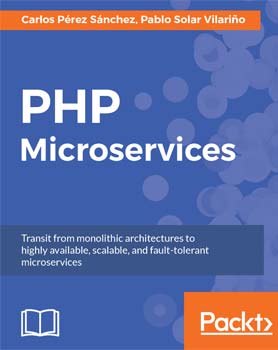 Carlos Pérez Sánchez, Pablo Solar Vilariño
PHP
Microservices
Transit from monolithic architectures to
highly available, scalable, and fault-tolerant
microservices
Packt>